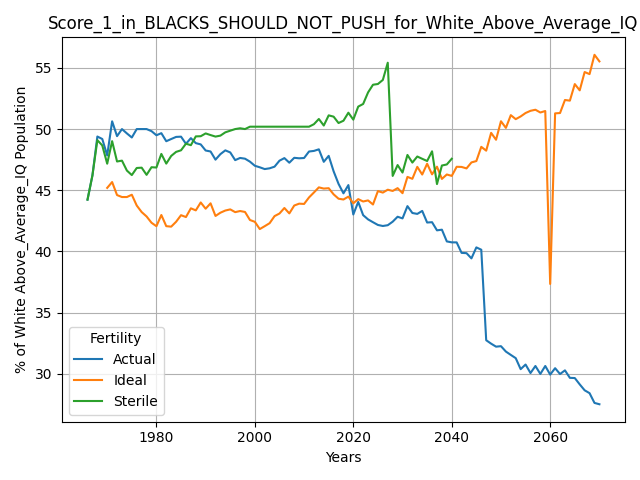 Score_1_in_BLACKS_SHOULD_NOT_PUSH_for_White_Above_Average_IQ
% of White Above_Average_IQ Population
55
50
45
40
35
30
Fertility
Actual
Ideal
Sterile
1980 2000 2020 2040 2060
Years